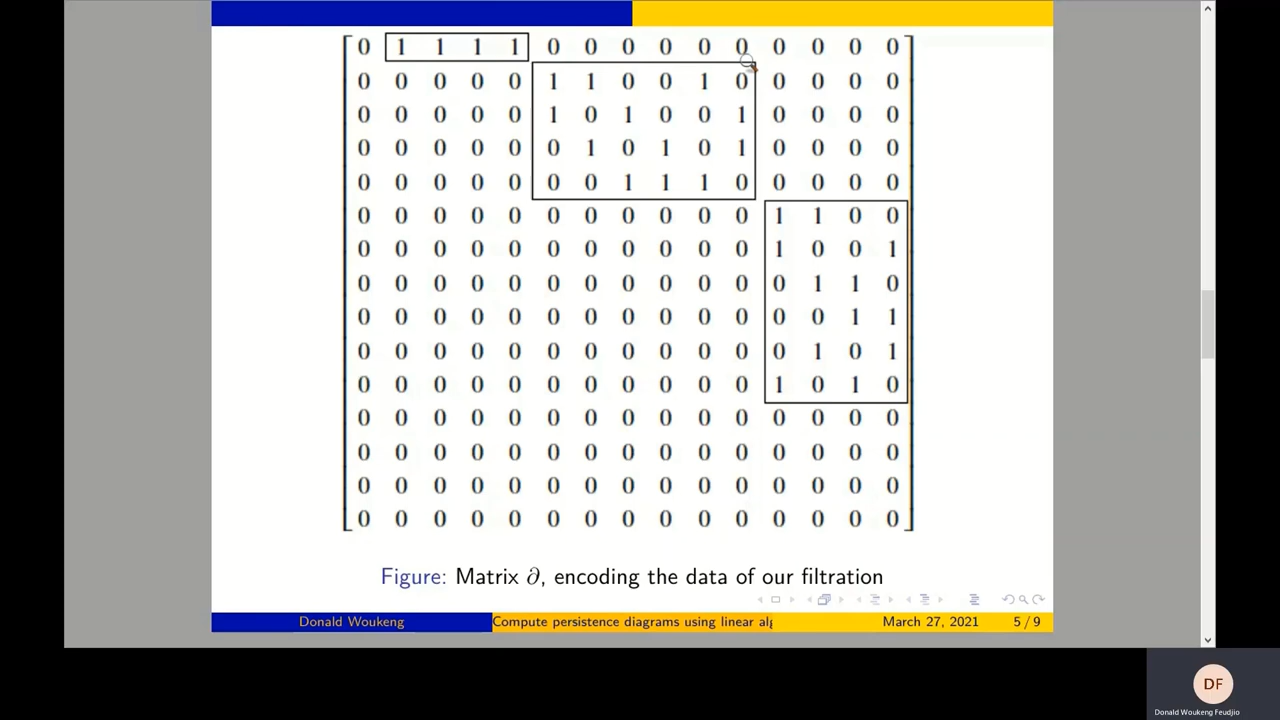 0 1 1 1 1 0 0 0 0 0 0 0 0 0 0
0 0 0 0 0 1 1 0 0 1 0 0 0 0 0
0 0 0 0 0 1 0 1 0 0 1 0 0 0 0
0 0 0 0 0 0 1 0 1 0 1 0 0 0 0
0 0 0 0 0 0 0 1 1 1 0 0 0 0 0
0 0 0 0 0 0 0 0 0 0 0 1 1 0 0
0 0 0 0 0 0 0 0 0 0 0 1 0 0 1
0 0 0 0 0 0 0 0 0 0 0 0 1 1 0
0 0 0 0 0 0 0 0 0 0 0 0 0 1 1
0 0 0 0 0 0 0 0 0 0 0 0 1 0 1
0 0 0 0 0 0 0 0 0 0 0 1 0 1 0
0 0 0 0 0 0 0 0 0 0 0 0 0 0 0
0 0 0 0 0 0 0 0 0 0 0 0 0 0 0
0 0 0 0 0 0 0 0 0 0 0 0 0 0 0
0 0 0 0 0 0 0 0 0 0 0 0 0 0 0
Figure: Matrix ∂, encoding the data of our filtration
Donald Woukeng Compute persistence diagrams using linear alg March 27, 2021 5 / 9
DF
Donald Woukeng Feudjio